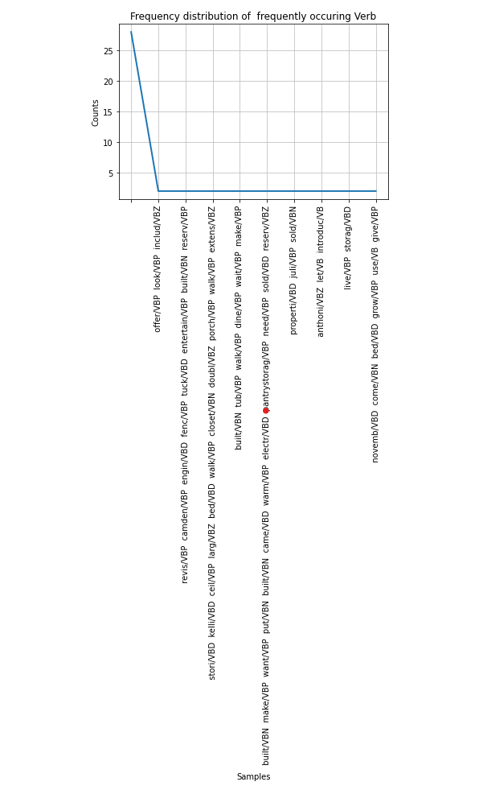 Frequency distribution of  frequently occuring Verb
Counts
25
20
15
10
5
offer/VBP  look/VBP  includ/VBZ
revis/VBP  camden/VBP  engin/VBD  fenc/VBP  tuck/VBD  entertain/VBP  built/VBN  reserv/VBP
stori/VBD  kelli/VBD  ceil/VBP  larg/VBZ  bed/VBD  walk/VBP  closet/VBN  doubl/VBZ  porch/VBP  walk/VBP  extens/VBZ
built/VBN  tub/VBP  walk/VBP  dine/VBP  wait/VBP  make/VBP
built/VBN  make/VBP  want/VBP  put/VBN  built/VBN  came/VBD  warm/VBP  electr/VBD  antrystorag/VBP  need/VBP  sold/VBD  reserv/VBZ
properti/VBD  juli/VBP  sold/VBN
anthoni/VBZ  let/VB  introduc/VB
live/VBP  storag/VBD
novemb/VBD  come/VBN  bed/VBD  grow/VBP  use/VB  give/VBP
Samples